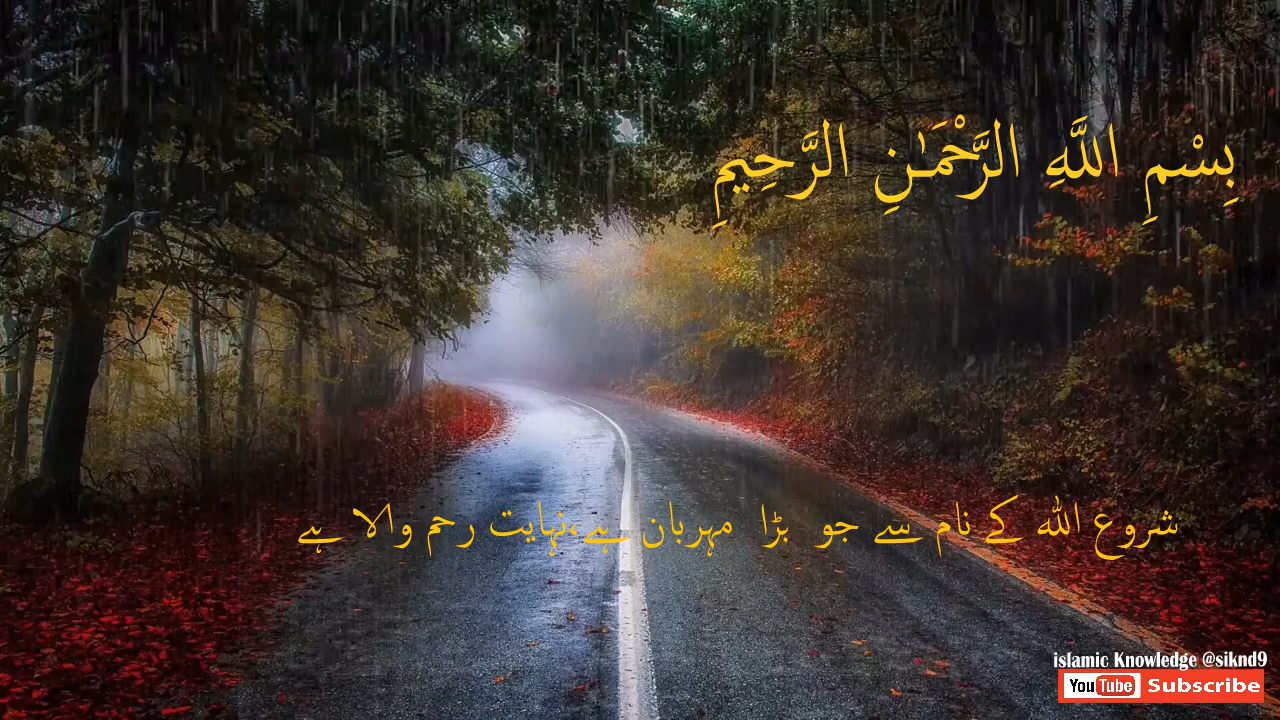 بِسْمِ اللَّهِ الرَّحْمَٰنِ الرَّحِيمِ
شروع اللہ کے نام سے جو بڑا مہربان ہے،نہایت رحم والا ہے
islamic Knowledge @siknd9
YouTube Subscribe